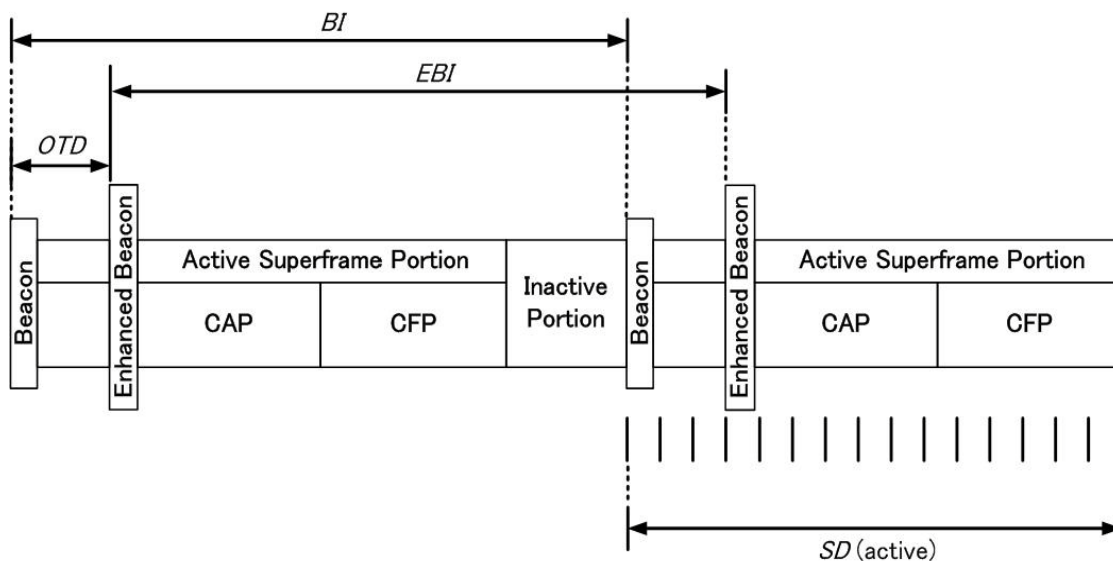 BI
EBI
OTD
Beacon
Enhanced Beacon
Active Superframe Portion
CAP
CFP
Inactive
Portion
Beacon
Enhanced Beacon
Active Superframe Portion
CAP
CFP
SD (active)